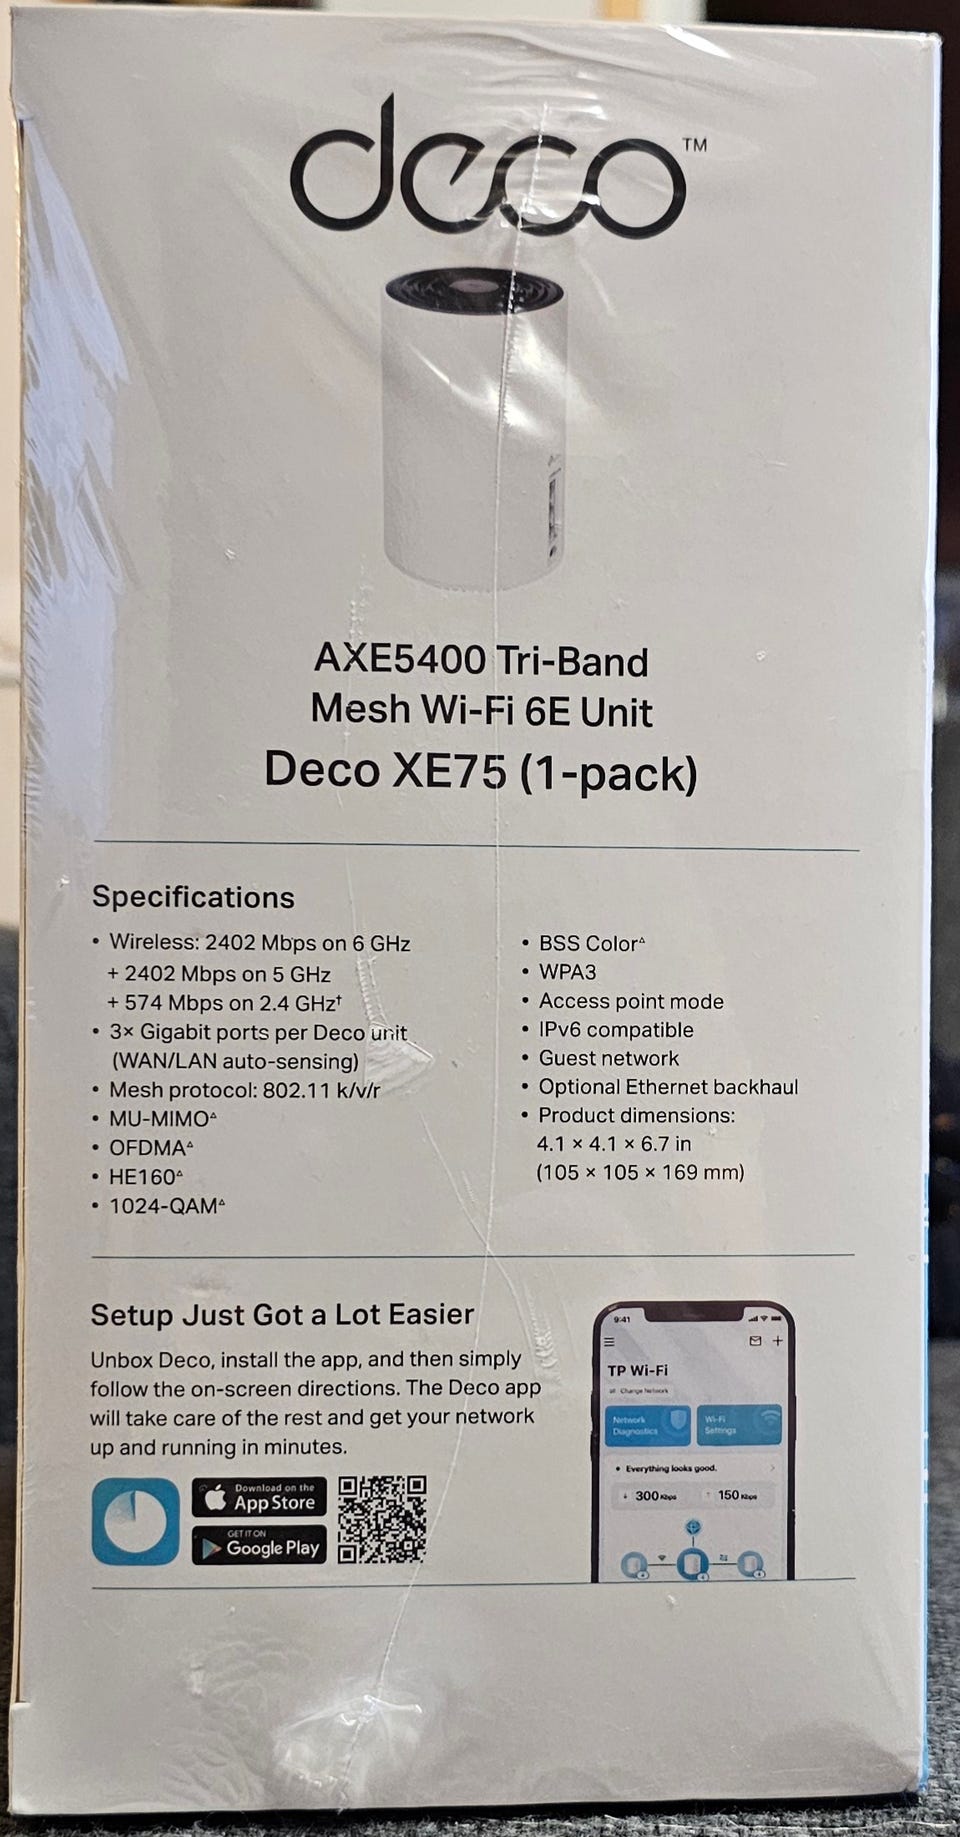 deco™
AXE5400 Tri-Band
Mesh Wi-Fi 6E Unit
Deco XE75 (1-pack)
Specifications
• Wireless: 2402 Mbps on 6 GHz
+ 2402 Mbps on 5 GHz
+ 574 Mbps on 2.4 GHz†
• 3× Gigabit ports per Deco unit
(WAN/LAN auto-sensing)
• Mesh protocol: 802.11 k/v/r
• MU-MIMO△
• OFDMA△
• HE160△
• 1024-QAM△
• BSS Color△
• WPA3
• Access point mode
• IPv6 compatible
• Guest network
• Optional Ethernet backhaul
• Product dimensions:
4.1 × 4.1 × 6.7 in
(105 × 105 × 169 mm)
Setup Just Got a Lot Easier
Unbox Deco, install the app, and then simply
follow the on-screen directions. The Deco app
will take care of the rest and get your network
up and running in minutes.
Download on the
App Store
GET IT ON
Google Play
9:41
TP Wi-Fi
Change Network
Network
Diagnostics
Wi-Fi
Settings
• Everything looks good.
↓ 300 Kbps
↑ 150 Kbps